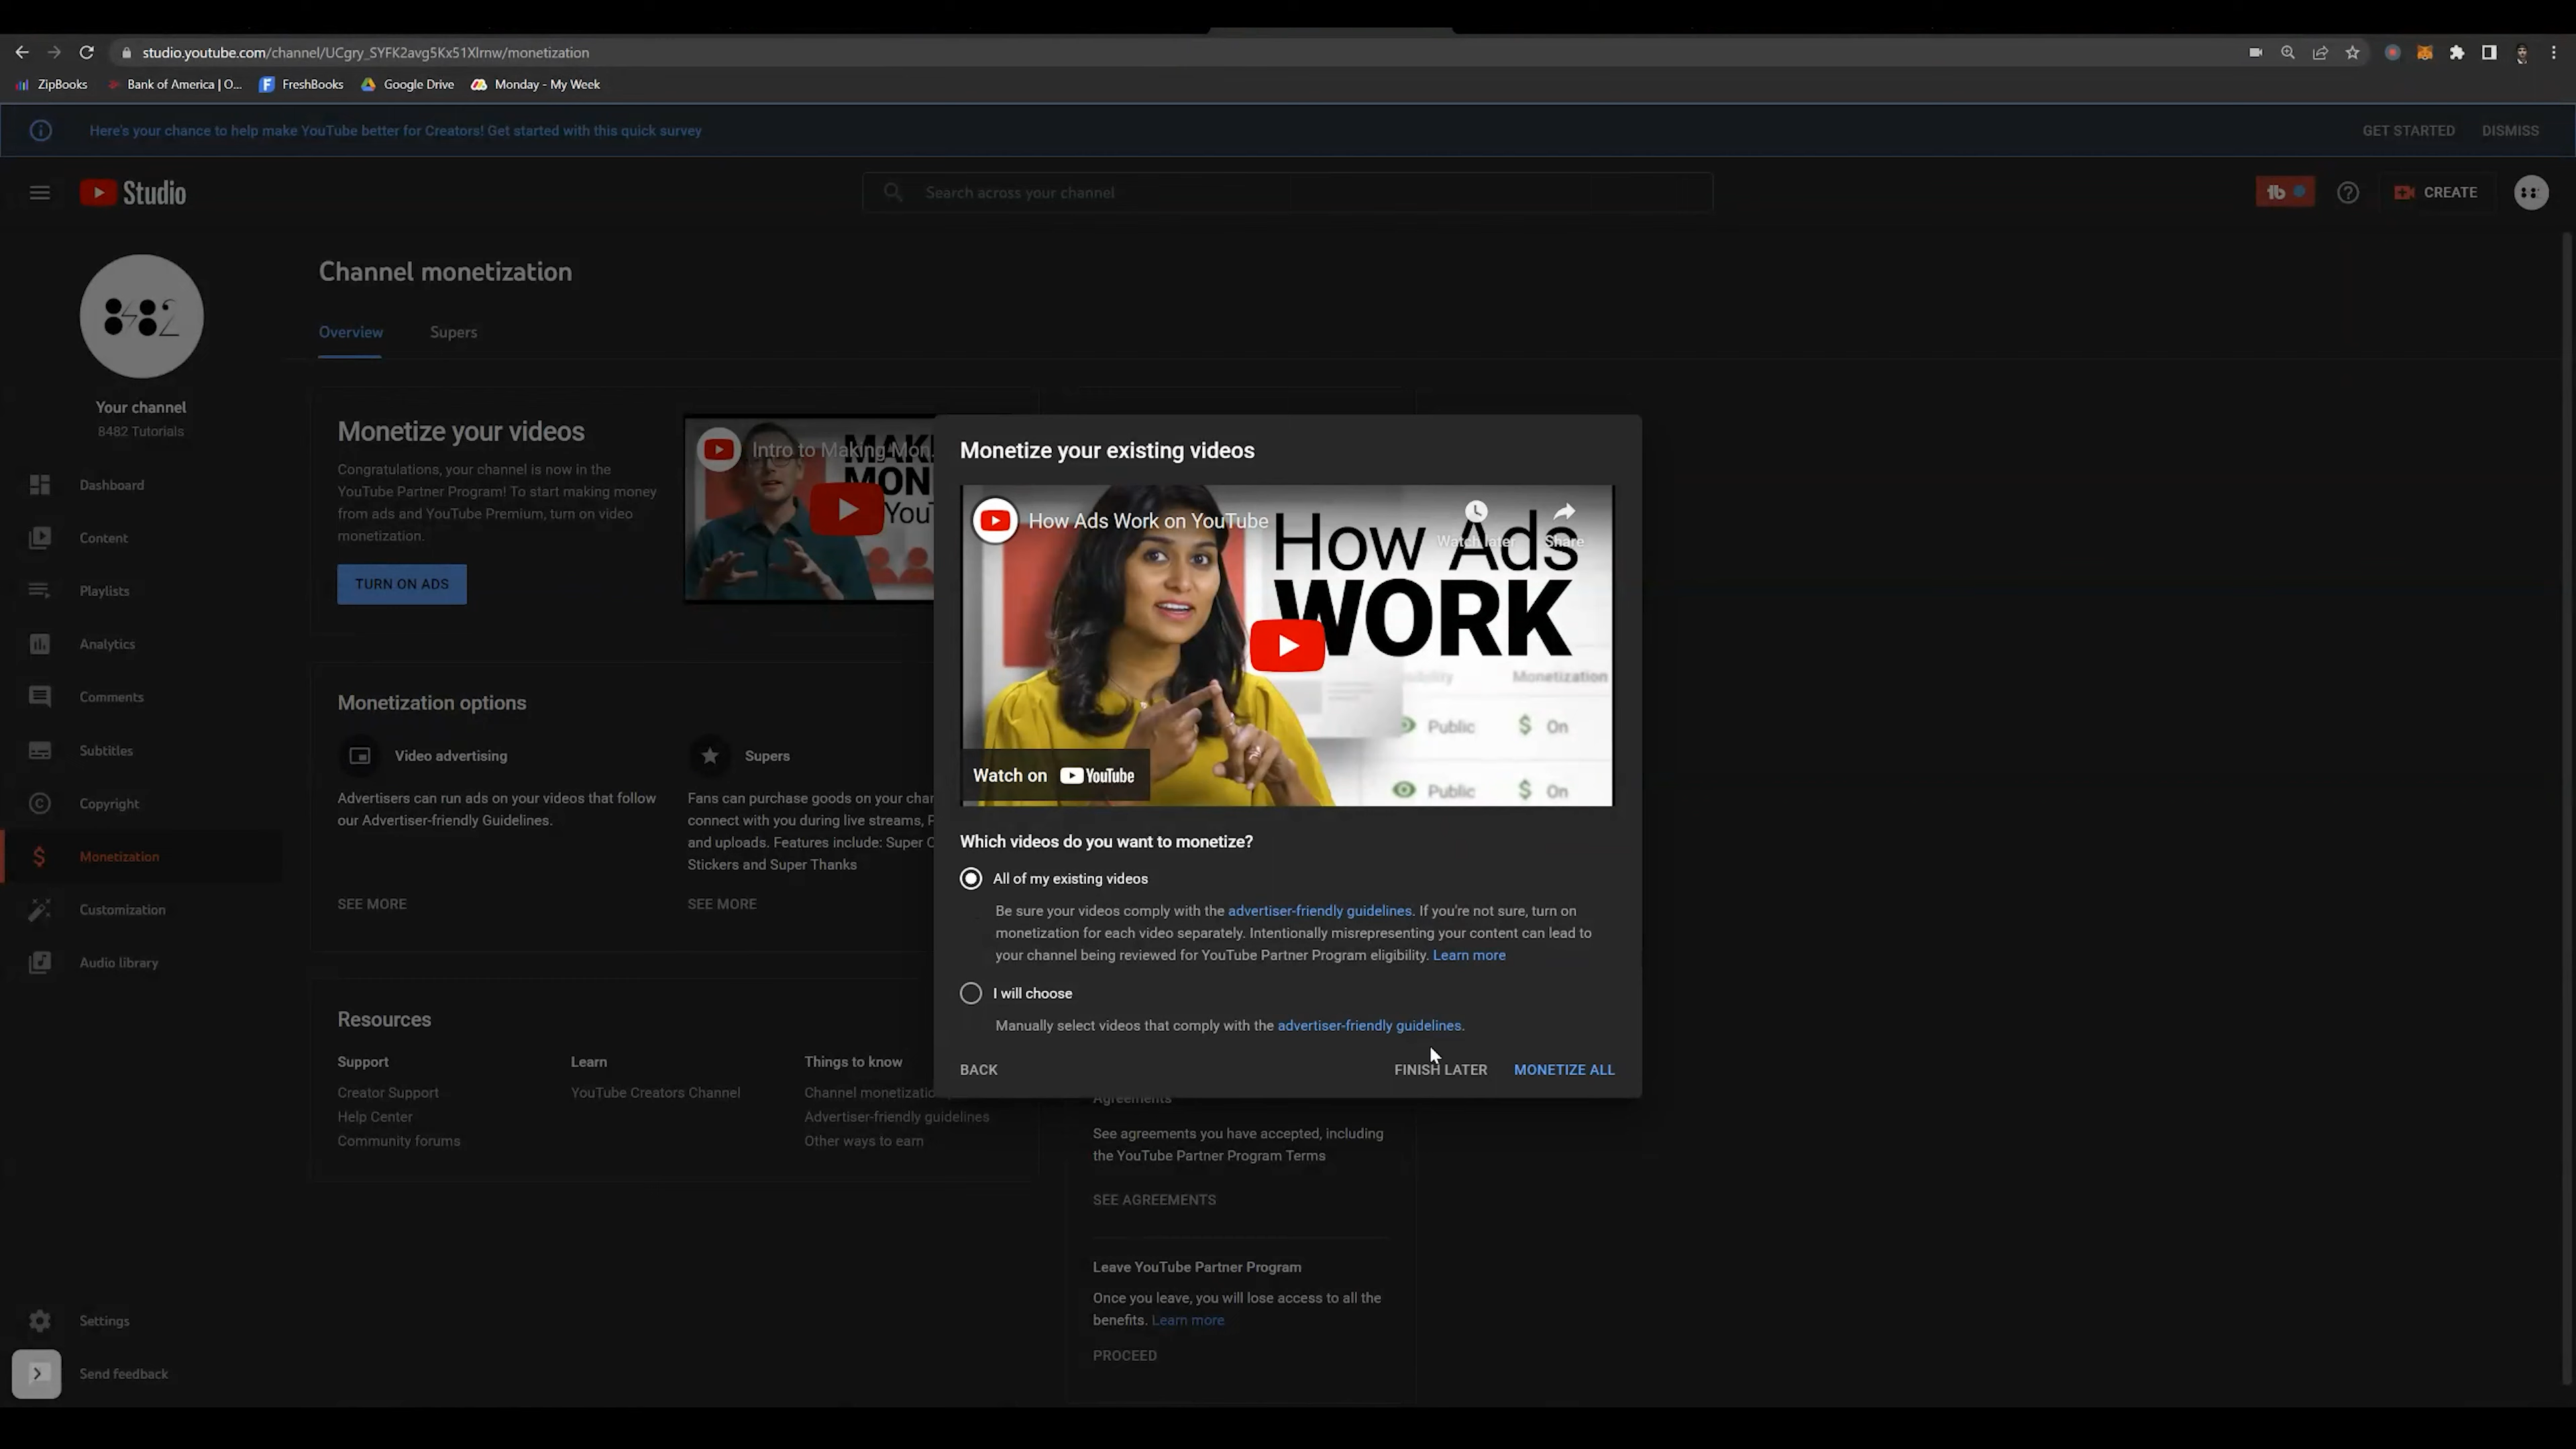 studio.youtube.com/channel/UCgry_SYFK2avg5Kx51XIrnw/monetization
ZipBooks
Bank of America | O...
FreshBooks
Google Drive
Monday - My Week
Here's your chance to help make YouTube better for Creators! Get started with this quick survey
GET STARTED
DISMISS
Studio
Search across your channel
CREATE
8482
Your channel
8482 Tutorials
Dashboard
Content
Playlists
Analytics
Comments
Subtitles
Copyright
Monetization
Customization
Audio library
Settings
Send feedback
Channel monetization
Overview
Supers
Monetize your videos
Congratulations, your channel is now in the
YouTube Partner Program! To start making money
from ads and YouTube Premium, turn on video
monetization.
TURN ON ADS
Intro to Making Mon...
Monetization options
Video advertising
Advertisers can run ads on your videos that follow
our Advertiser-friendly Guidelines.
SEE MORE
Supers
Fans can purchase goods on your
connect with you during live streams,
and uploads. Features include: Super
Stickers and Super Thanks
SEE MORE
Resources
Support
Creator Support
Help Center
Community forums
Learn
YouTube Creators Channel
Things to know
Channel
Advertiser-friendly guidelines
Other ways to earn
Monetize your existing videos
How Ads Work on YouTube
Watch later
Share
How Ads
WORK
Monetization
Public
$ On
Public
$ On
Watch on YouTube
Which videos do you want to monetize?
All of my existing videos
Be sure your videos comply with the advertiser-friendly guidelines. If you're not sure, turn on
monetization for each video separately. Intentionally misrepresenting your content can lead to
your channel being reviewed for YouTube Partner Program eligibility. Learn more
I will choose
Manually select videos that comply with the advertiser-friendly guidelines.
BACK
FINISH LATER
MONETIZE ALL
Agreements
See agreements you have accepted, including
the YouTube Partner Program Terms
SEE AGREEMENTS
Leave YouTube Partner Program
Once you leave, you will lose access to all the
benefits. Learn more
PROCEED